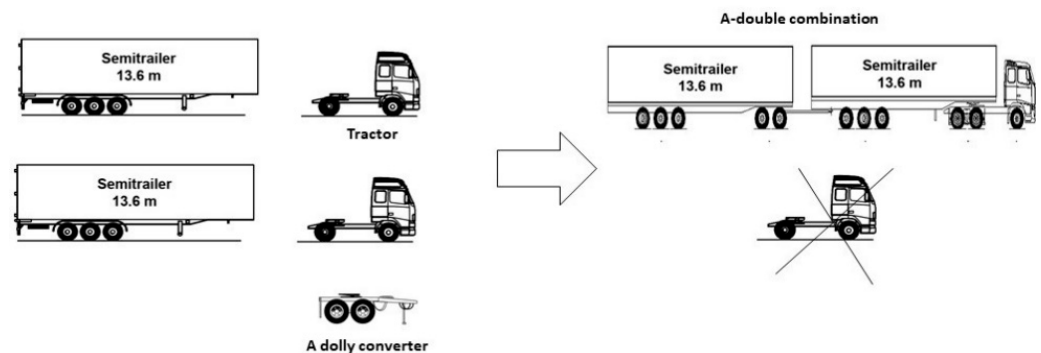 Semitrailer
13.6 m
Tractor
Semitrailer
13.6 m
A dolly converter
A-double combination
Semitrailer
13.6 m
Semitrailer
13.6 m